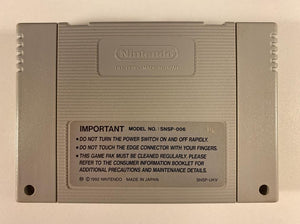 Nintendo
IMPORTANT MODEL NO. : SNSP-006
• DO NOT TURN THE POWER SWITCH ON AND OFF RAPIDLY.
• DO NOT TOUCH THE EDGE CONNECTOR WITH YOUR FINGERS.
• THIS GAME PAK MUST BE CLEANED REGULARLY. PLEASE
REFER TO THE CONSUMER INFORMATION BOOKLET FOR
ADDITIONAL PRECAUTIONS AND MAINTENANCE DETAILS.
© 1992 NINTENDO MADE IN JAPAN SNSP-UKV